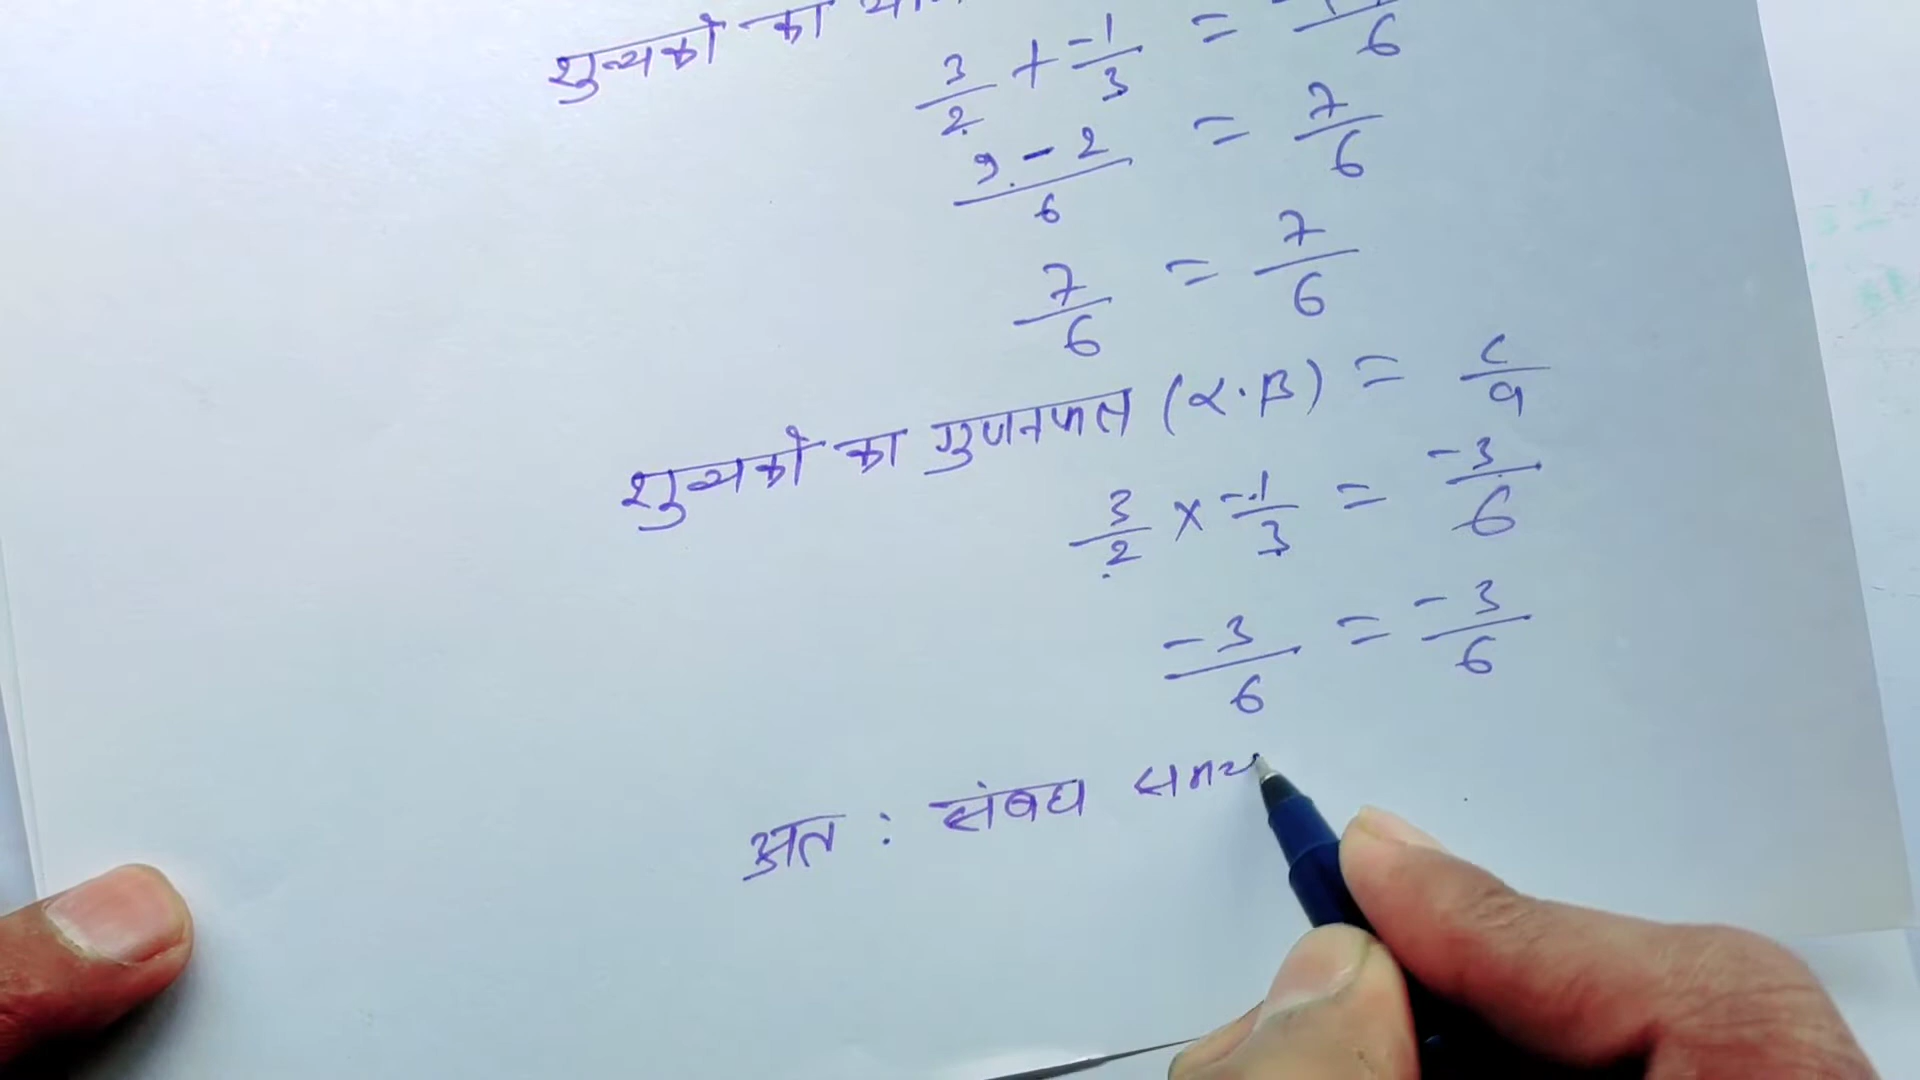 शुन्यको का
3/2 + -1/3 = /6
9-2/6 = 7/6
7/6 = 7/6
शुन्यको का गुणनफल (α.β) = c/a
3/2 × -1/3 = -3/6
-3/6 = -3/6
अत : संबध सत्य